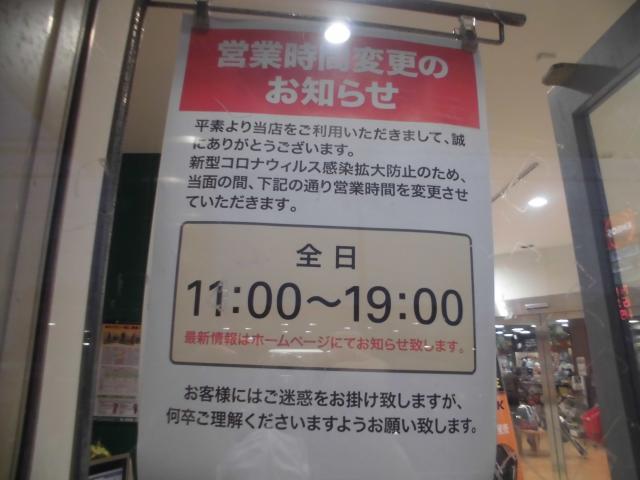 営業時間変更の
お知らせ
平素より当店をご利用いただきまして、誠
にありがとうございます。
新型コロナウィルス感染拡大防止のため、
当面の間、下記の通り営業時間を変更させ
ていただきます。
全日
11:00〜19:00
最新情報はホームページにてお知らせ致します。
お客様にはご迷惑をお掛け致しますが、
何卒ご理解くださいますようお願い致します。